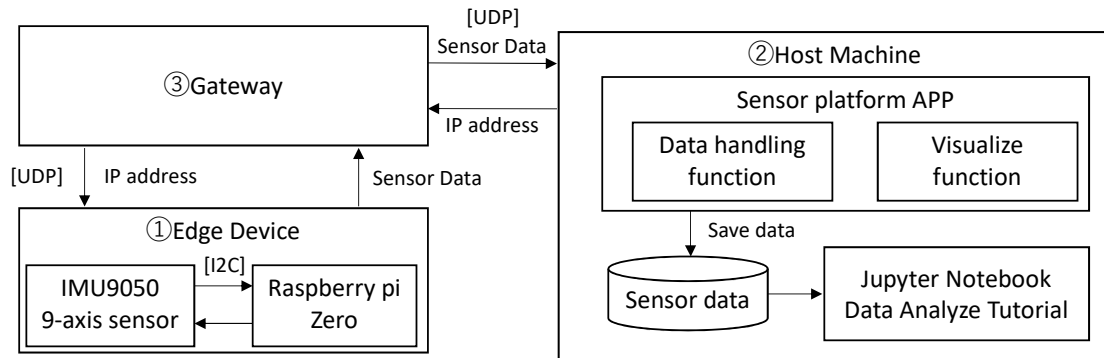 [UDP]
Sensor Data
③Gateway
IP address
[UDP]
IP address
Sensor Data
①Edge Device
[I2C]
IMU9050
9-axis sensor
Raspberry pi
Zero
②Host Machine
Sensor platform APP
Data handling
function
Visualize
function
Save data
Sensor data
Jupyter Notebook
Data Analyze Tutorial